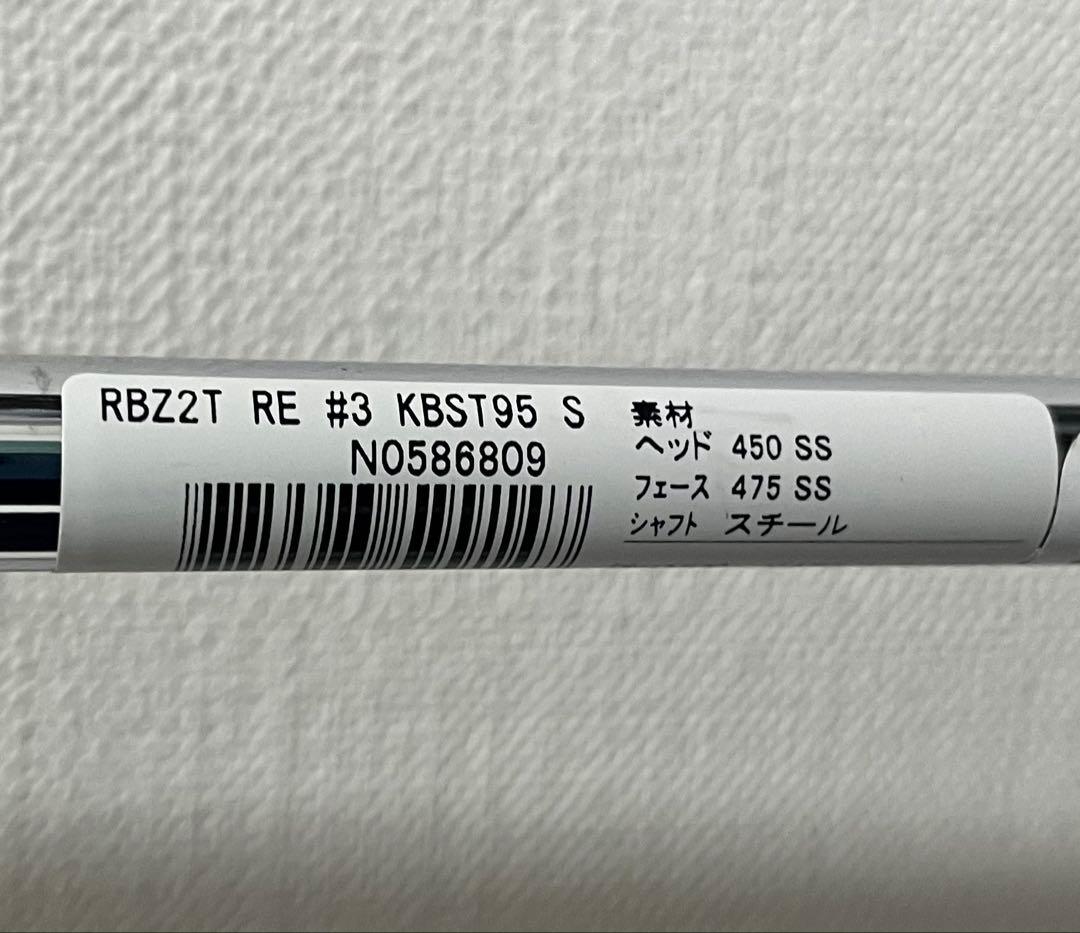 RBZ2T RE #3 KBST95 S
N0586809
素材
ヘッド 450 SS
フェース 475 SS
シャフト スチール